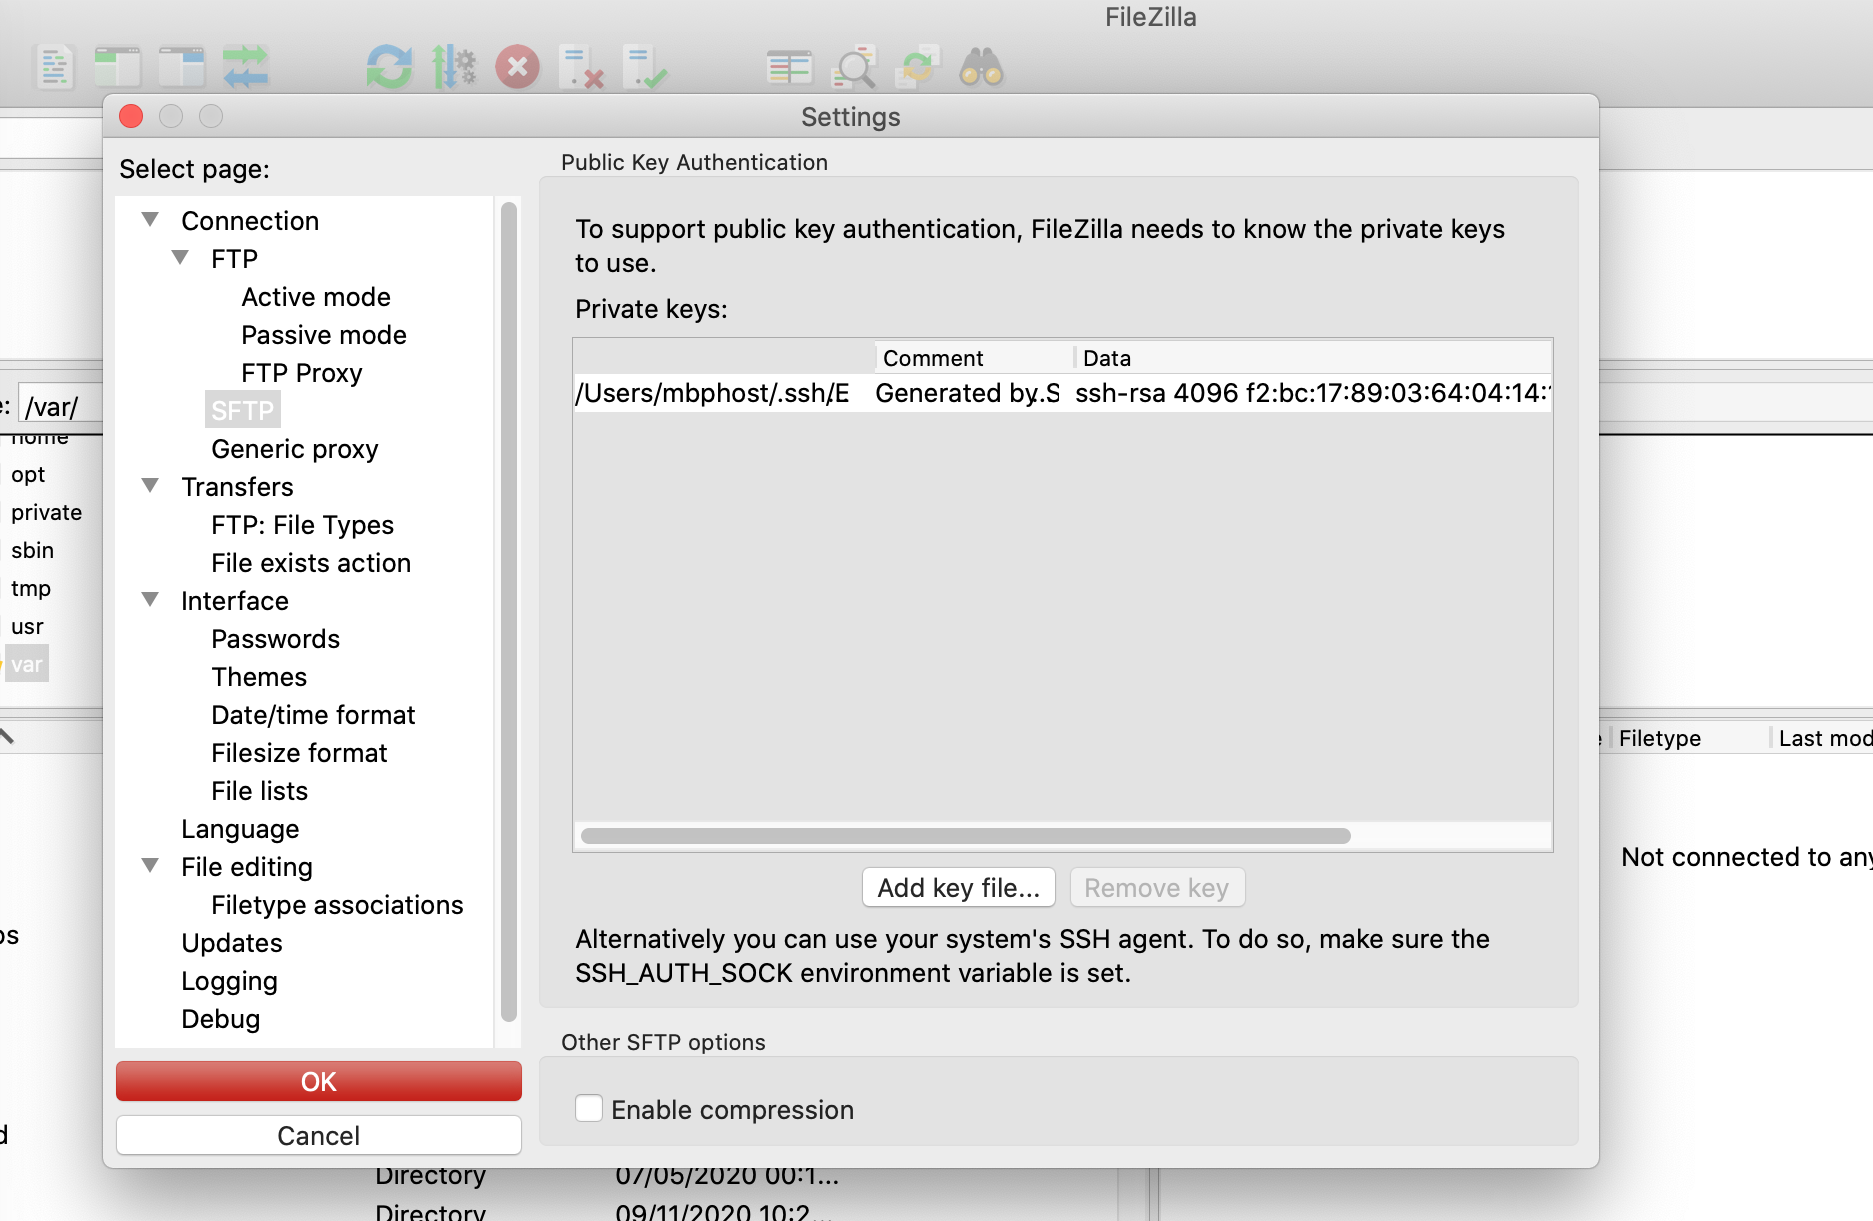 FileZilla
Settings
Select page:
Connection
FTP
Active mode
Passive mode
FTP Proxy
SFTP
Generic proxy
Transfers
FTP: File Types
File exists action
Interface
Passwords
Themes
Date/time format
Filesize format
File lists
Language
File editing
Filetype associations
Updates
Logging
Debug
OK
Cancel
Public Key Authentication
To support public key authentication, FileZilla needs to know the private keys
to use.
Private keys:
Comment Data
/Users/mbphost/.ssh/E Generated by..S ssh-rsa 4096 f2:bc:17:89:03:64:04:14:
Add key file... Remove key
Alternatively you can use your system's SSH agent. To do so, make sure the
SSH_AUTH_SOCK environment variable is set.
Other SFTP options
Enable compression
/var/
home
opt
private
sbin
tmp
usr
var
Filetype Last mod
Not connected to any
Directory 07/05/2020 00:1...
Directory 09/11/2020 10:2...